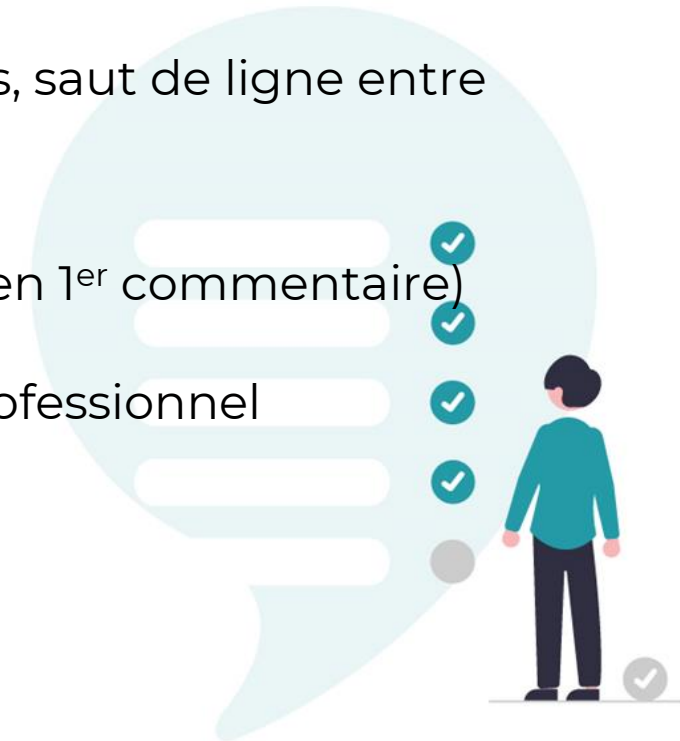 s, saut de ligne entre
en 1er commentaire)
ofessionnel